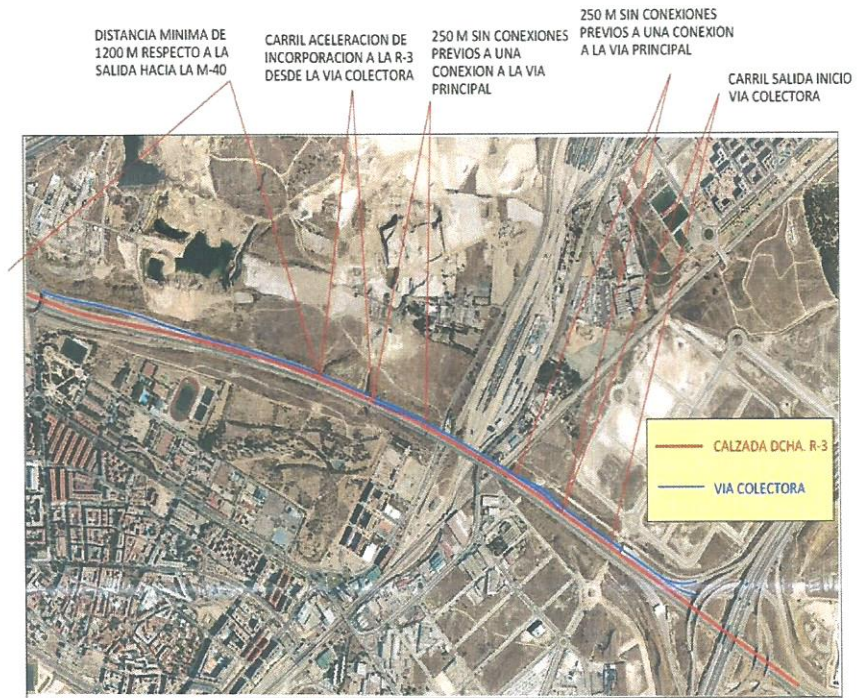 DISTANCIA MINIMA DE
1200 M RESPECTO A LA
SALIDA HACIA LA M-40
CARRIL ACELERACION DE
INCORPORACION A LA R-3
DESDE LA VIA COLECTORA
250 M SIN CONEXIONES
PREVIOS A UNA
CONEXION A LA VIA
PRINCIPAL
250 M SIN CONEXIONES
PREVIOS A UNA CONEXION
A LA VIA PRINCIPAL
CARRIL SALIDA INICIO
VIA COLECTORA
CALZADA DCHA. R-3
VIA COLECTORA